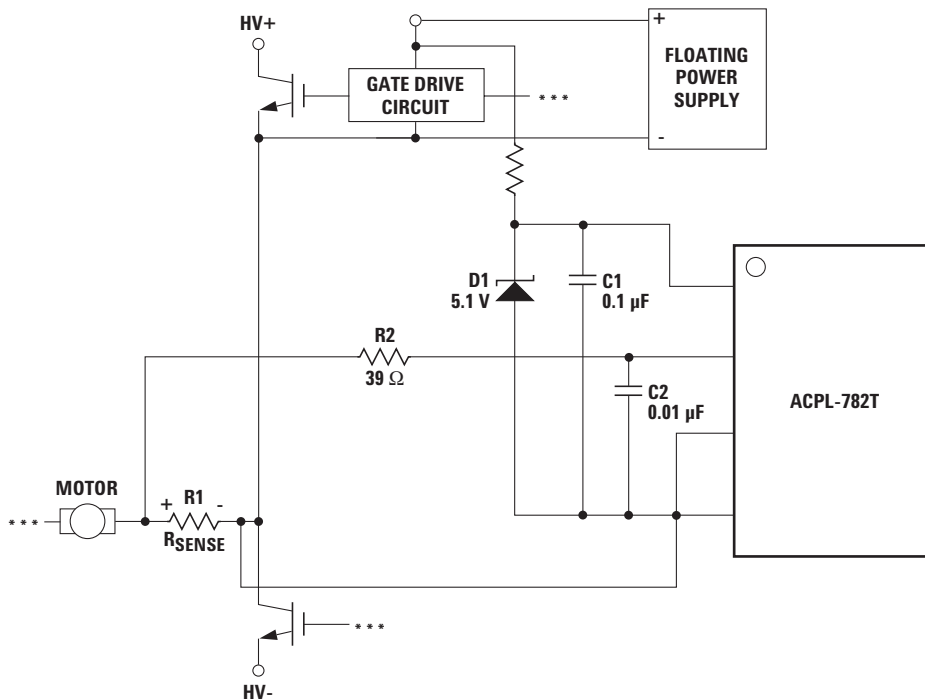 HV+
+
FLOATING
POWER
SUPPLY
-
GATE DRIVE
CIRCUIT
***
D1
5.1 V
C1
0.1 µF
R2
39 Ω
C2
0.01 µF
ACPL-782T
MOTOR
***
+ R1 -
RSENSE
***
HV-